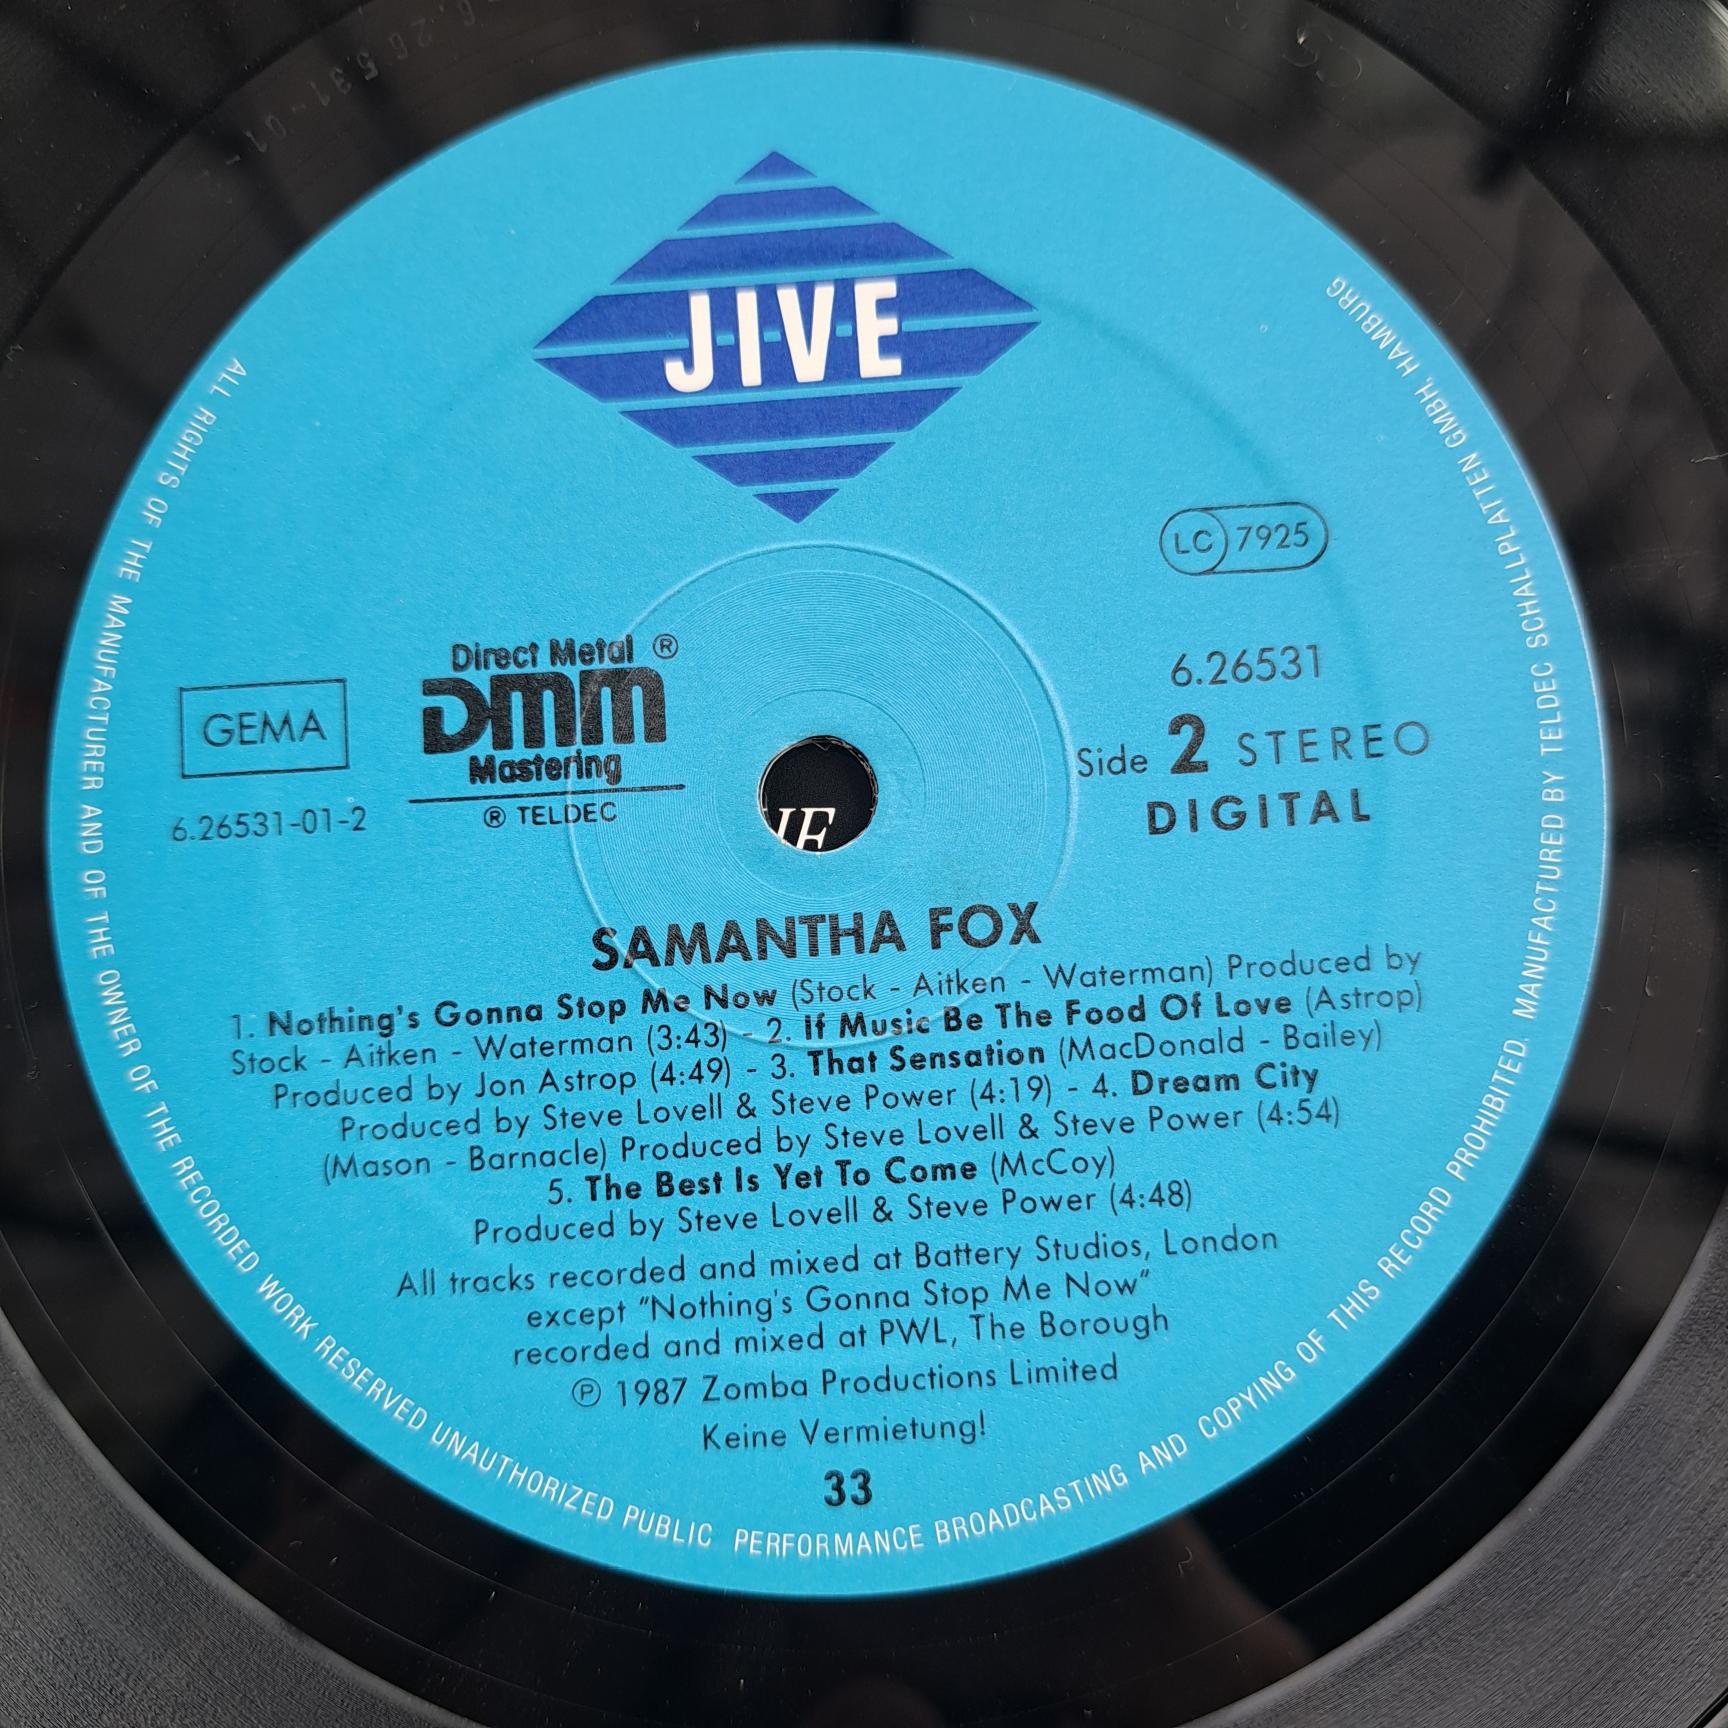 JIVE
LC 7925
Direct Metal ®
DMM
Mastering
® TELDEC
GEMA
6.26531-01-2
6.26531
Side 2 STEREO
DIGITAL
SAMANTHA FOX
1. Nothing's Gonna Stop Me Now (Stock - Aitken - Waterman) Produced by
Stock - Aitken - Waterman (3:43) - 2. If Music Be The Food Of Love (Astrop)
Produced by Jon Astrop (4:49) - 3. That Sensation (MacDonald - Bailey)
Produced by Steve Lovell & Steve Power (4:19) - 4. Dream City
(Mason - Barnacle) Produced by Steve Lovell & Steve Power (4:54)
5. The Best Is Yet To Come (McCoy)
Produced by Steve Lovell & Steve Power (4:48)
All tracks recorded and mixed at Battery Studios, London
except "Nothing's Gonna Stop Me Now"
recorded and mixed at PWL, The Borough
℗ 1987 Zomba Productions Limited
Keine Vermietung!
33
ALL RIGHTS OF THE MANUFACTURER AND OF THE OWNER OF THE RECORDED WORK RESERVED UNAUTHORIZED PUBLIC PERFORMANCE BROADCASTING AND COPYING OF THIS RECORD PROHIBITED. MANUFACTURED BY TELDEC SCHALLPLATTEN GMBH, HAMBURG